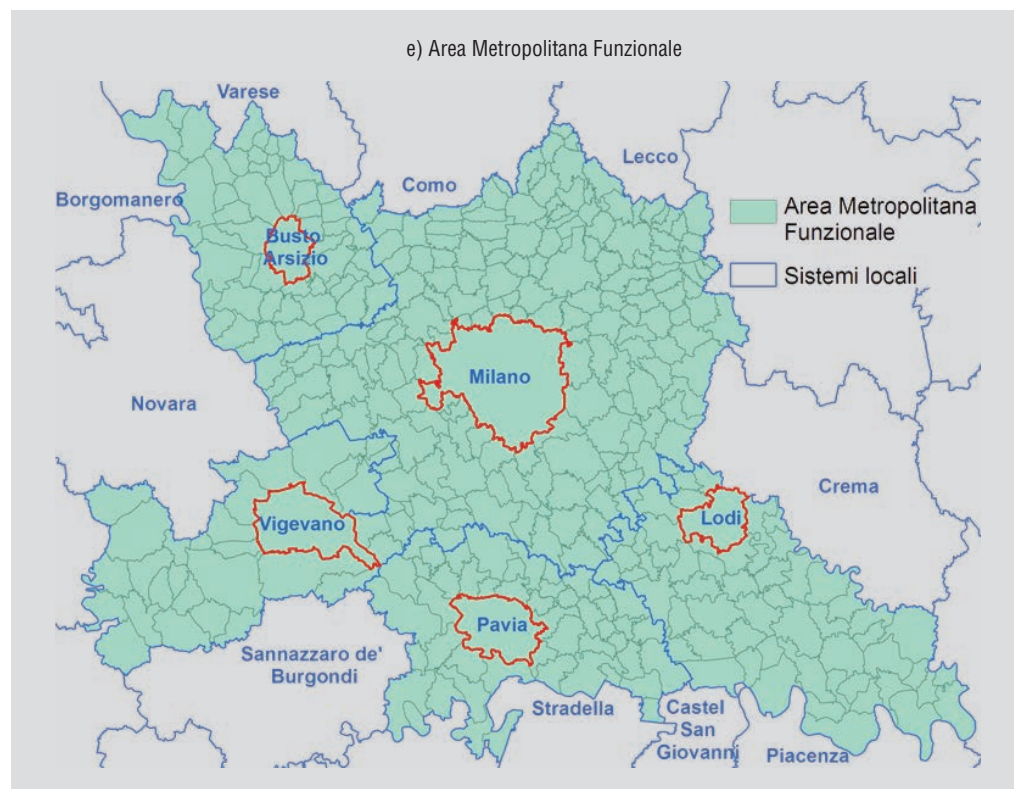 e) Area Metropolitana Funzionale
Varese
Lecco
Como
Borgomanero
Area Metropolitana
Funzionale
Busto
Arsizio
Sistemi locali
Milano
Novara
Crema
Vigevano
Lodi
Pavia
Sannazzaro de'
Burgondi
Stradella
Castel
San
Giovanni
Piacenza